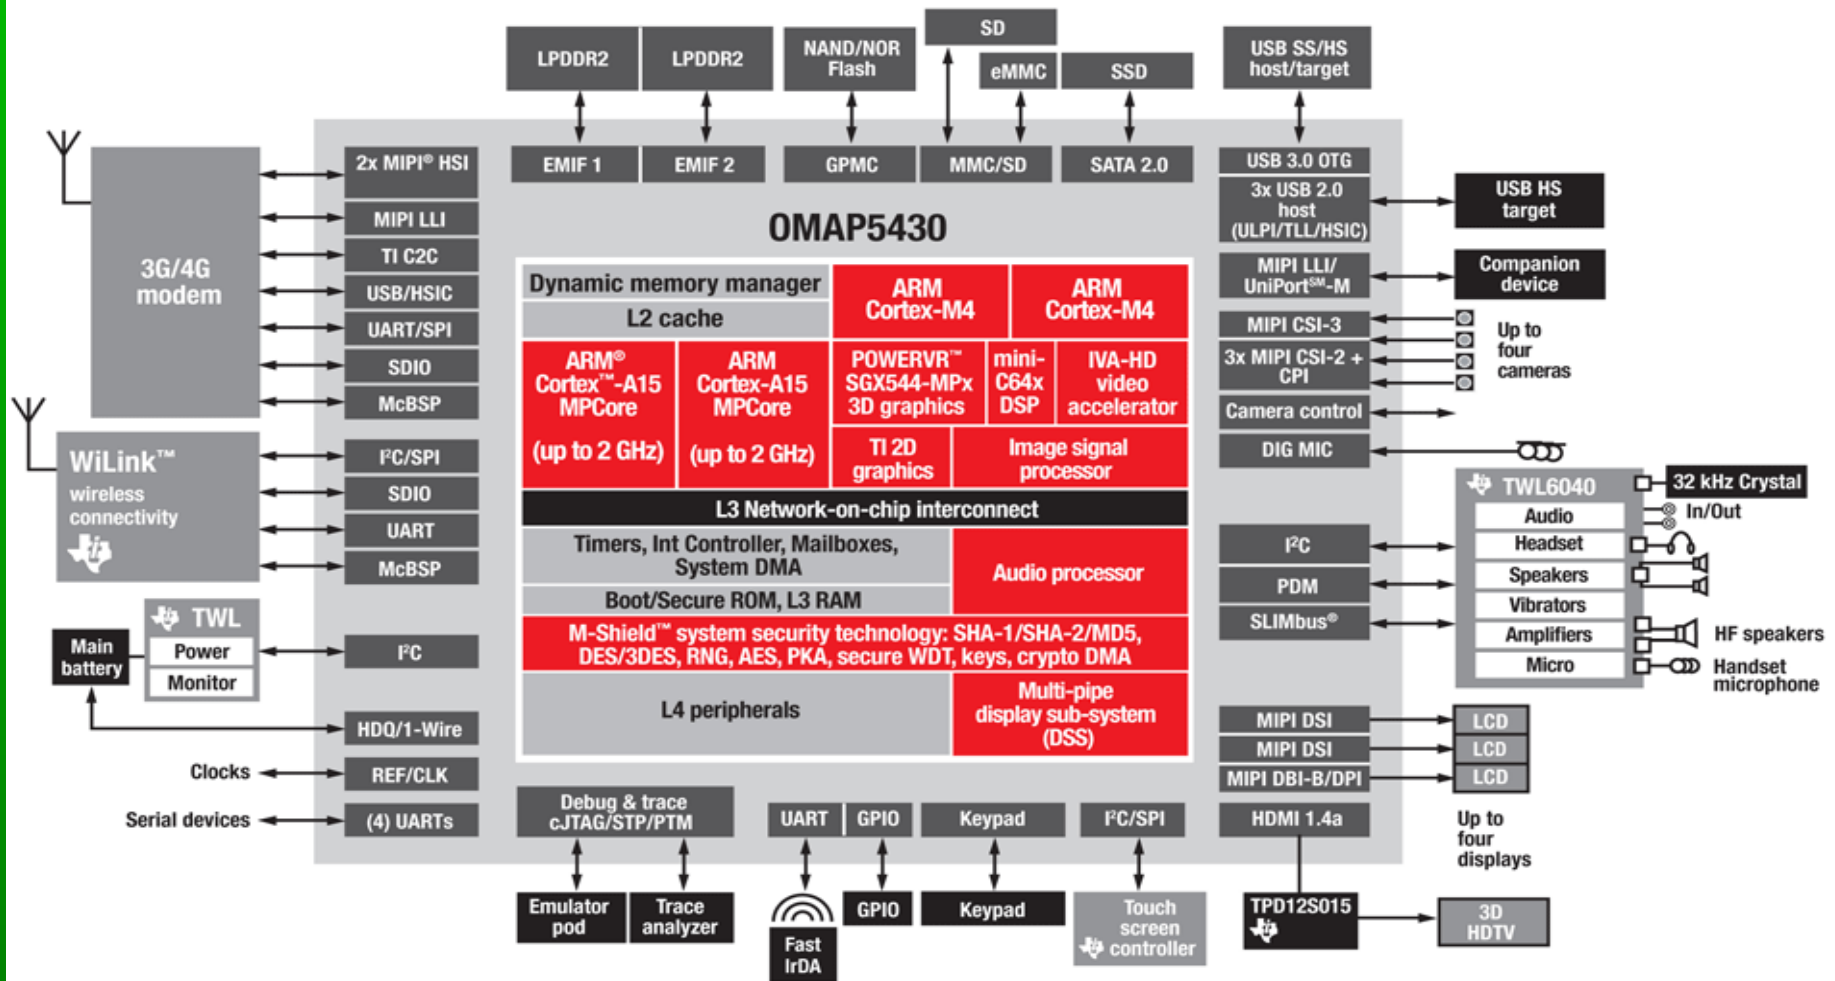 LPDDR2
LPDDR2
NAND/NOR
Flash
SD
eMMC
SSD
USB SS/HS
host/target
EMIF 1
EMIF 2
GPMC
MMC/SD
SATA 2.0
OMAP5430
3G/4G
modem
2x MIPI® HSI
MIPI LLI
TI C2C
USB/HSIC
UART/SPI
SDIO
McBSP
WiLink™
wireless
connectivity
I²C/SPI
SDIO
UART
McBSP
TWL
Power
Monitor
Main
battery
I²C
HDQ/1-Wire
Clocks
REF/CLK
Serial devices
(4) UARTs
Dynamic memory manager
L2 cache
ARM
Cortex-M4
ARM
Cortex-M4
ARM®
Cortex™-A15
MPCore
(up to 2 GHz)
ARM
Cortex-A15
MPCore
(up to 2 GHz)
POWERVR™
SGX544-MPx
3D graphics
mini-
C64x
DSP
IVA-HD
video
accelerator
TI 2D
graphics
Image signal
processor
L3 Network-on-chip interconnect
Timers, Int Controller, Mailboxes,
System DMA
Boot/Secure ROM, L3 RAM
Audio processor
M-Shield™ system security technology: SHA-1/SHA-2/MD5,
DES/3DES, RNG, AES, PKA, secure WDT, keys, crypto DMA
L4 peripherals
Multi-pipe
display sub-system
(DSS)
USB 3.0 OTG
3x USB 2.0
host
(ULPI/TLL/HSIC)
USB HS
target
MIPI LLI/
UniPort℠-M
Companion
device
MIPI CSI-3
3x MIPI CSI-2 +
CPI
Up to
four
cameras
Camera control
DIG MIC
I²C
PDM
SLIMbus®
TWL6040
Audio
Headset
Speakers
Vibrators
Amplifiers
Micro
32 kHz Crystal
In/Out
HF speakers
Handset
microphone
MIPI DSI
LCD
MIPI DSI
LCD
MIPI DBI-B/DPI
LCD
HDMI 1.4a
Up to
four
displays
Debug & trace
cJTAG/STP/PTM
UART
GPIO
Keypad
I²C/SPI
Emulator
pod
Trace
analyzer
Fast
IrDA
GPIO
Keypad
Touch
screen
controller
TPD12S015
3D
HDTV